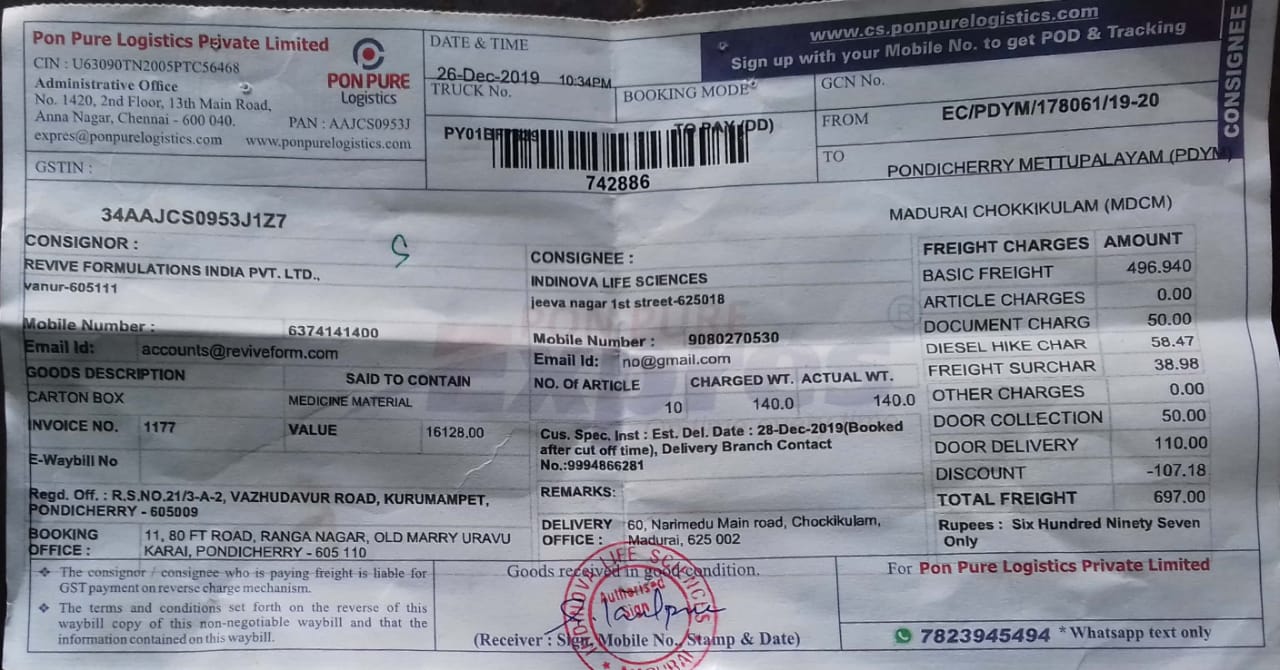 Pon Pure Logistics Private Limited
CIN : U63090TN2005PTC56468
Administrative Office
No. 1420, 2nd Floor, 13th Main Road,
Anna Nagar, Chennai - 600 040.
PAN : AAJCS0953J
expres@ponpurelogistics.com www.ponpurelogistics.com
PON PURE
Logistics
GSTIN :
34AAJCS0953J1Z7
DATE & TIME
26-Dec-2019 10:34PM
TRUCK No.
PY01
BOOKING MODE
TO PAY (DD)
742886
www.cs.ponpurelogistics.com
Sign up with your Mobile No. to get POD & Tracking
CONSIGNEE
GCN No.
EC/PDYM/178061/19-20
FROM
PONDICHERRY METTUPALAYAM (PDYM)
TO
MADURAI CHOKKIKULAM (MDCM)
CONSIGNOR :
REVIVE FORMULATIONS INDIA PVT. LTD.,
vanur-605111
Mobile Number : 6374141400
Email Id: accounts@reviveform.com
CONSIGNEE :
INDINOVA LIFE SCIENCES
jeeva nagar 1st street-625018
Mobile Number : 9080270530
Email Id: no@gmail.com
GOODS DESCRIPTION SAID TO CONTAIN
CARTON BOX MEDICINE MATERIAL
INVOICE NO. 1177 VALUE 16128.00
E-Waybill No
Regd. Off. : R.S.NO.21/3-A-2, VAZHUDAVUR ROAD, KURUMAMPET,
PONDICHERRY - 605009
BOOKING OFFICE : 11, 80 FT ROAD, RANGA NAGAR, OLD MARRY URAVU
KARAI, PONDICHERRY - 605 110
NO. Of ARTICLE CHARGED WT. ACTUAL WT.
10 140.0 140.0
Cus. Spec. Inst : Est. Del. Date : 28-Dec-2019(Booked
after cut off time), Delivery Branch Contact
No.:9994866281
REMARKS:
DELIVERY OFFICE : 60, Narimedu Main road, Chockikulam,
Madurai, 625 002
FREIGHT CHARGES AMOUNT
BASIC FREIGHT 496.940
ARTICLE CHARGES 0.00
DOCUMENT CHARG 50.00
DIESEL HIKE CHAR 58.47
FREIGHT SURCHAR 38.98
OTHER CHARGES 0.00
DOOR COLLECTION 50.00
DOOR DELIVERY 110.00
DISCOUNT -107.18
TOTAL FREIGHT 697.00
Rupees : Six Hundred Ninety Seven
Only
❖ The consignor / consignee who is paying freight is liable for
GST payment on reverse charge mechanism.
❖ The terms and conditions set forth on the reverse of this
waybill copy of this non-negotiable waybill and that the
information contained on this waybill.
Goods received in good condition.
LIFE SCIENCES
Authorised
Sign
MADURAI
(Receiver : Sign, Mobile No. Stamp & Date)
For Pon Pure Logistics Private Limited
7823945494 * Whatsapp text only